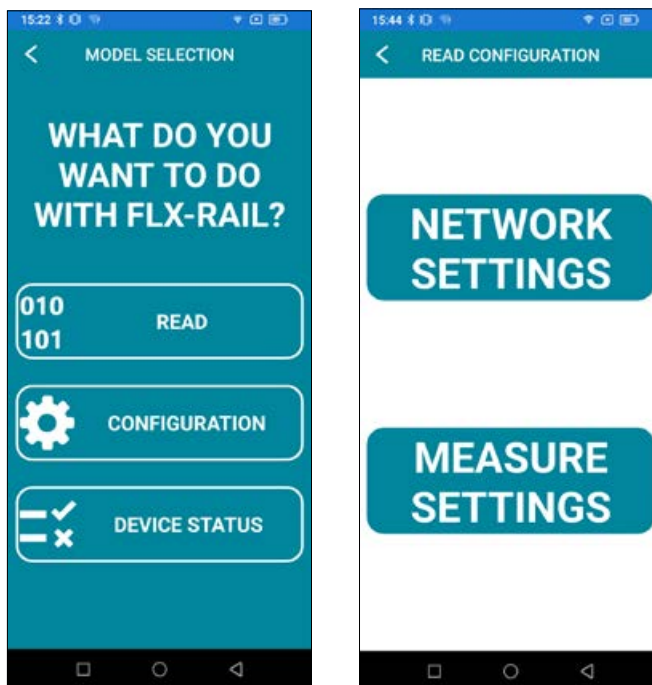 15:22
MODEL SELECTION
WHAT DO YOU
WANT TO DO
WITH FLX-RAIL?
010
101
READ
CONFIGURATION
DEVICE STATUS
15:44
READ CONFIGURATION
NETWORK
SETTINGS
MEASURE
SETTINGS